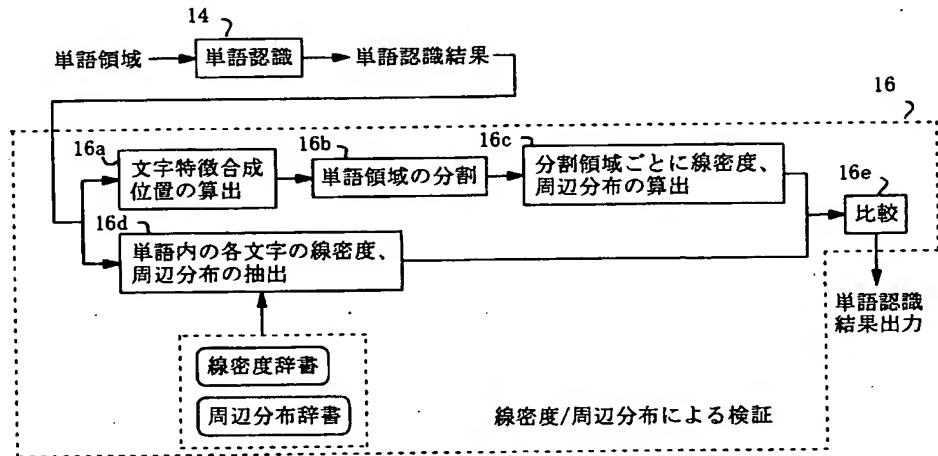 14
単語領域
単語認識
単語認識結果
16
16a
文字特徴合成
位置の算出
16b
単語領域の分割
16c
分割領域ごとに線密度、
周辺分布の算出
16e
比較
16d
単語内の各文字の線密度、
周辺分布の抽出
単語認識
結果出力
線密度辞書
周辺分布辞書
線密度/周辺分布による検証